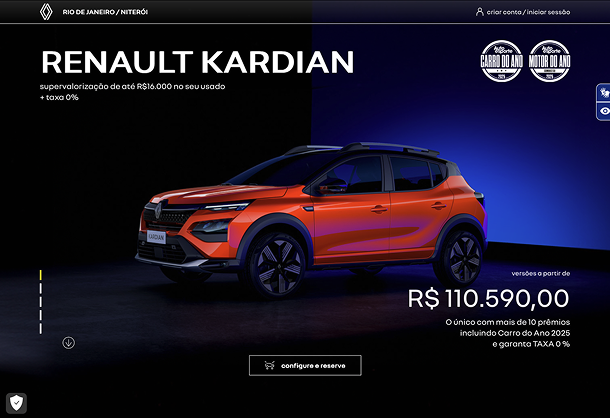 RIO DE JANEIRO / NITERÓI
criar conta / iniciar sessão
RENAULT KARDIAN
supervalorização de até R$16.000 no seu usado
+ taxa 0%
CARRO DO ANO
2025
MOTOR DO ANO
2025
KARDIAN
versões a partir de
R$ 110.590,00
O único com mais de 10 prêmios
incluindo Carro do Ano 2025
e garanta TAXA 0 %
configure e reserve